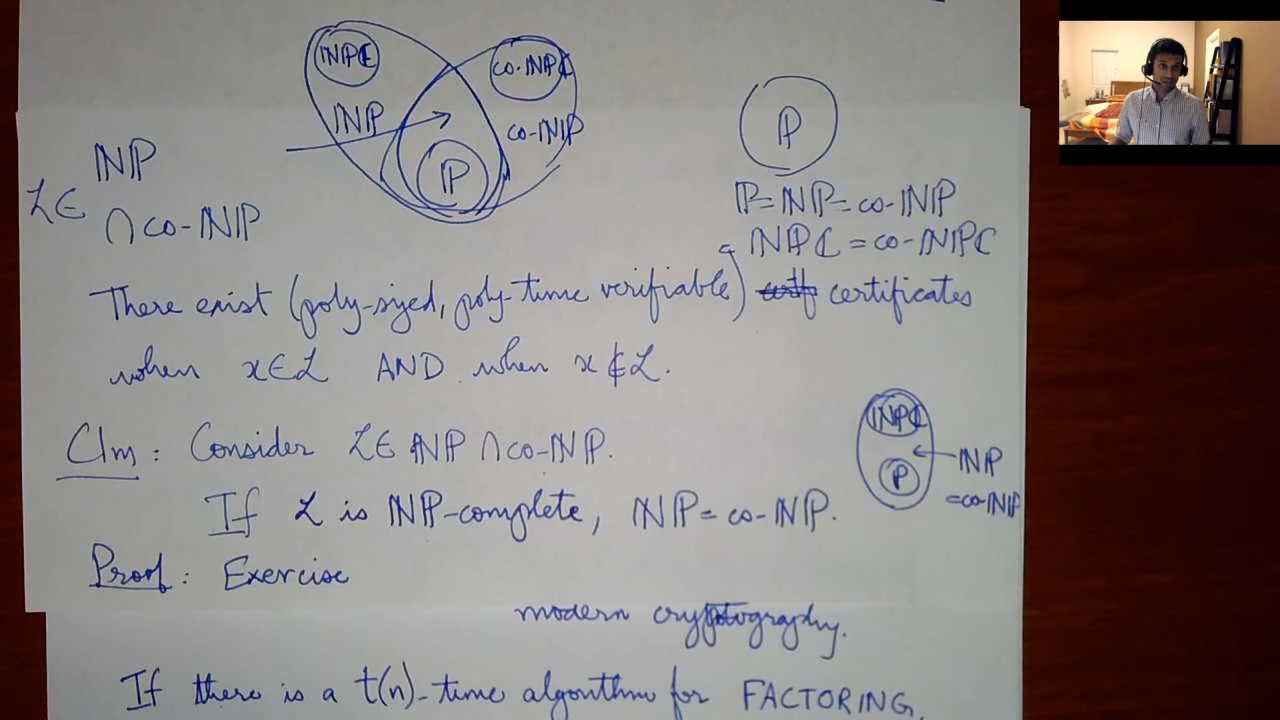 NPC
NP
co-NPC
co-NP
P
P
P=NP=co-NP
NPC = co-NPC
NP
L∈
∩ co-NP
There exist (poly-sized, poly-time verifiable) certificates
when x∈L AND when x∉L.
Clm: Consider L∈ NP ∩ co-NP.
If L is NP-complete, NP = co-NP.
NPC
P
NP
=co-NP
Proof: Exercise
modern cryptography.
If there is a t(n)-time algorithm for FACTORING,